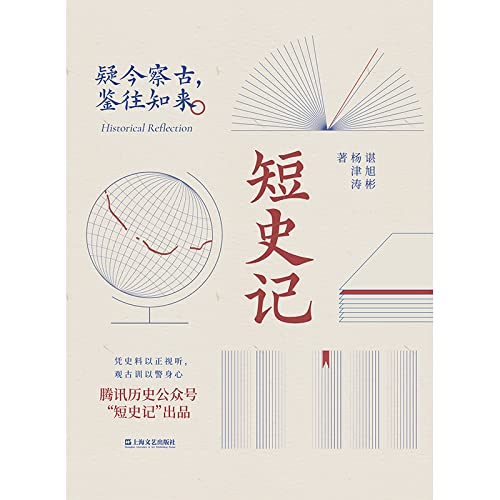 疑今察古，
鉴往知来。
Historical Reflection
谌旭彬
杨津涛
著
短史记
凭史料以正视听，
观古训以警身心
腾讯历史公众号
“短史记”出品
上海文艺出版社